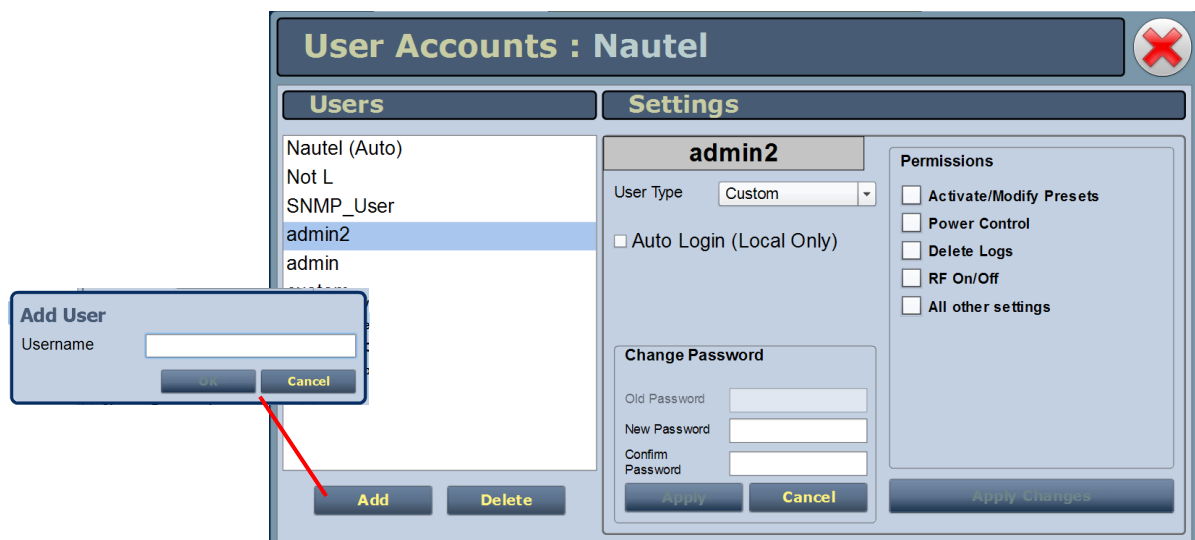 User Accounts : Nautel
Users
Nautel (Auto)
Not L
SNMP_User
admin2
admin
Add User
Username
OK
Cancel
Add
Delete
Settings
admin2
User Type
Custom
Auto Login (Local Only)
Change Password
Old Password
New Password
Confirm
Password
Apply
Cancel
Permissions
Activate/Modify Presets
Power Control
Delete Logs
RF On/Off
All other settings
Apply Changes